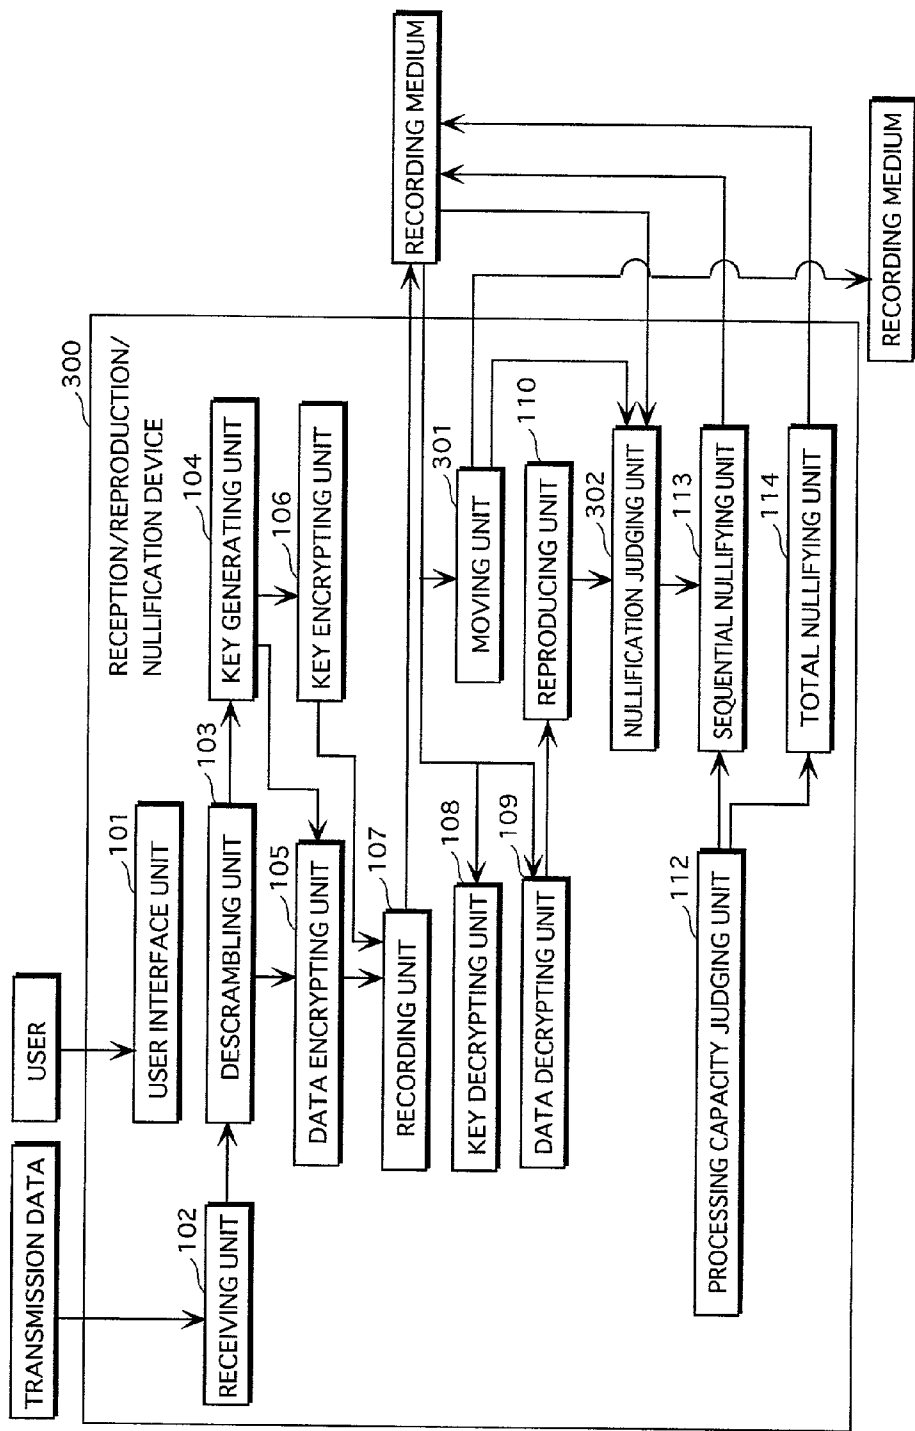 TRANSMISSION DATA
USER
300
RECEPTION/REPRODUCTION/
NULLIFICATION DEVICE
101
USER INTERFACE UNIT
102
RECEIVING UNIT
103
DESCRAMBLING UNIT
104
KEY GENERATING UNIT
105
DATA ENCRYPTING UNIT
106
KEY ENCRYPTING UNIT
107
RECORDING UNIT
RECORDING MEDIUM
108
KEY DECRYPTING UNIT
301
MOVING UNIT
109
DATA DECRYPTING UNIT
110
REPRODUCING UNIT
302
NULLIFICATION JUDGING UNIT
112
PROCESSING CAPACITY JUDGING UNIT
113
SEQUENTIAL NULLIFYING UNIT
114
TOTAL NULLIFYING UNIT
RECORDING MEDIUM